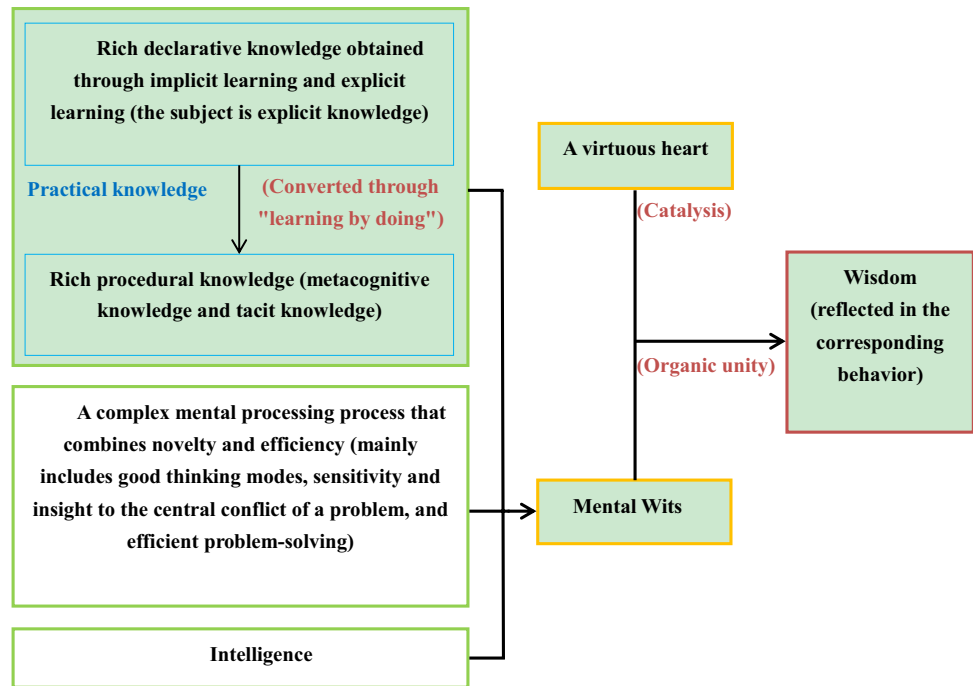 Rich declarative knowledge obtained
through implicit learning and explicit
learning (the subject is explicit knowledge)
Practical knowledge
(Converted through
"learning by doing")
Rich procedural knowledge (metacognitive
knowledge and tacit knowledge)
A complex mental processing process that
combines novelty and efficiency (mainly
includes good thinking modes, sensitivity and
insight to the central conflict of a problem, and
efficient problem-solving)
Intelligence
A virtuous heart
(Catalysis)
(Organic unity)
Mental Wits
Wisdom
(reflected in the
corresponding
behavior)